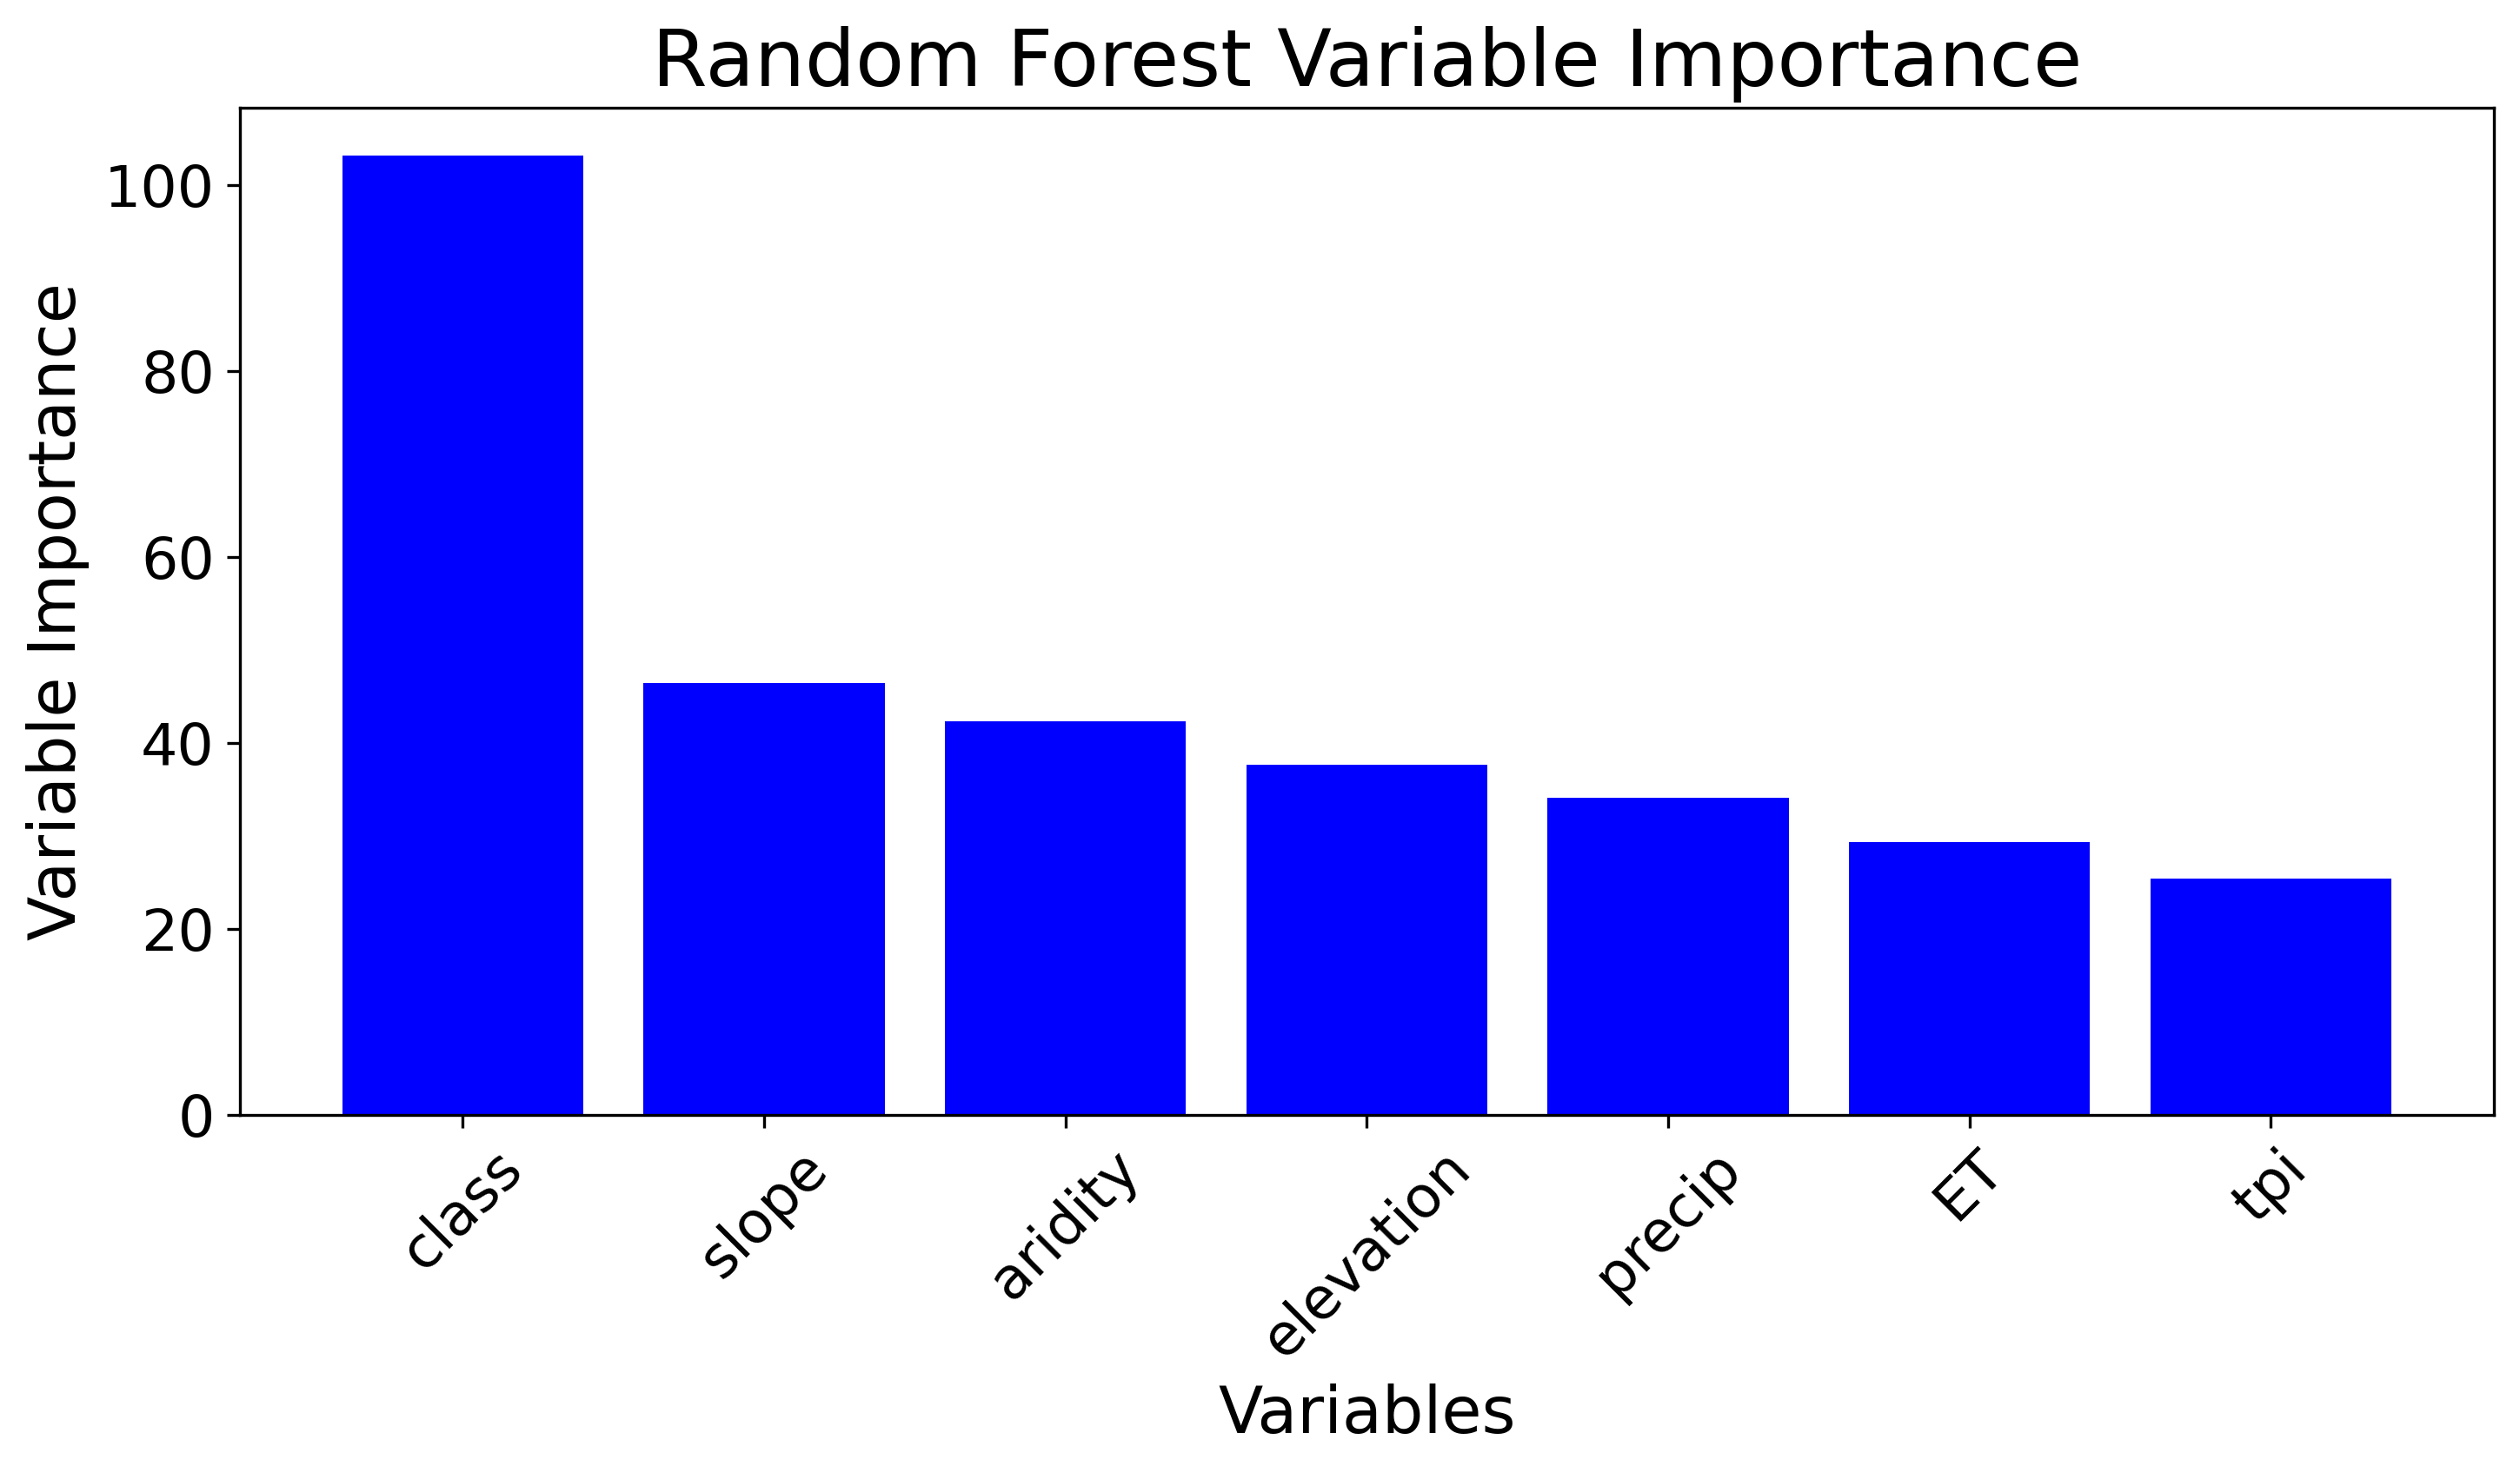 Random Forest Variable Importance
Variable Importance
100
80
60
40
20
0
class
slope
aridity
elevation
precip
ET
tpi
Variables